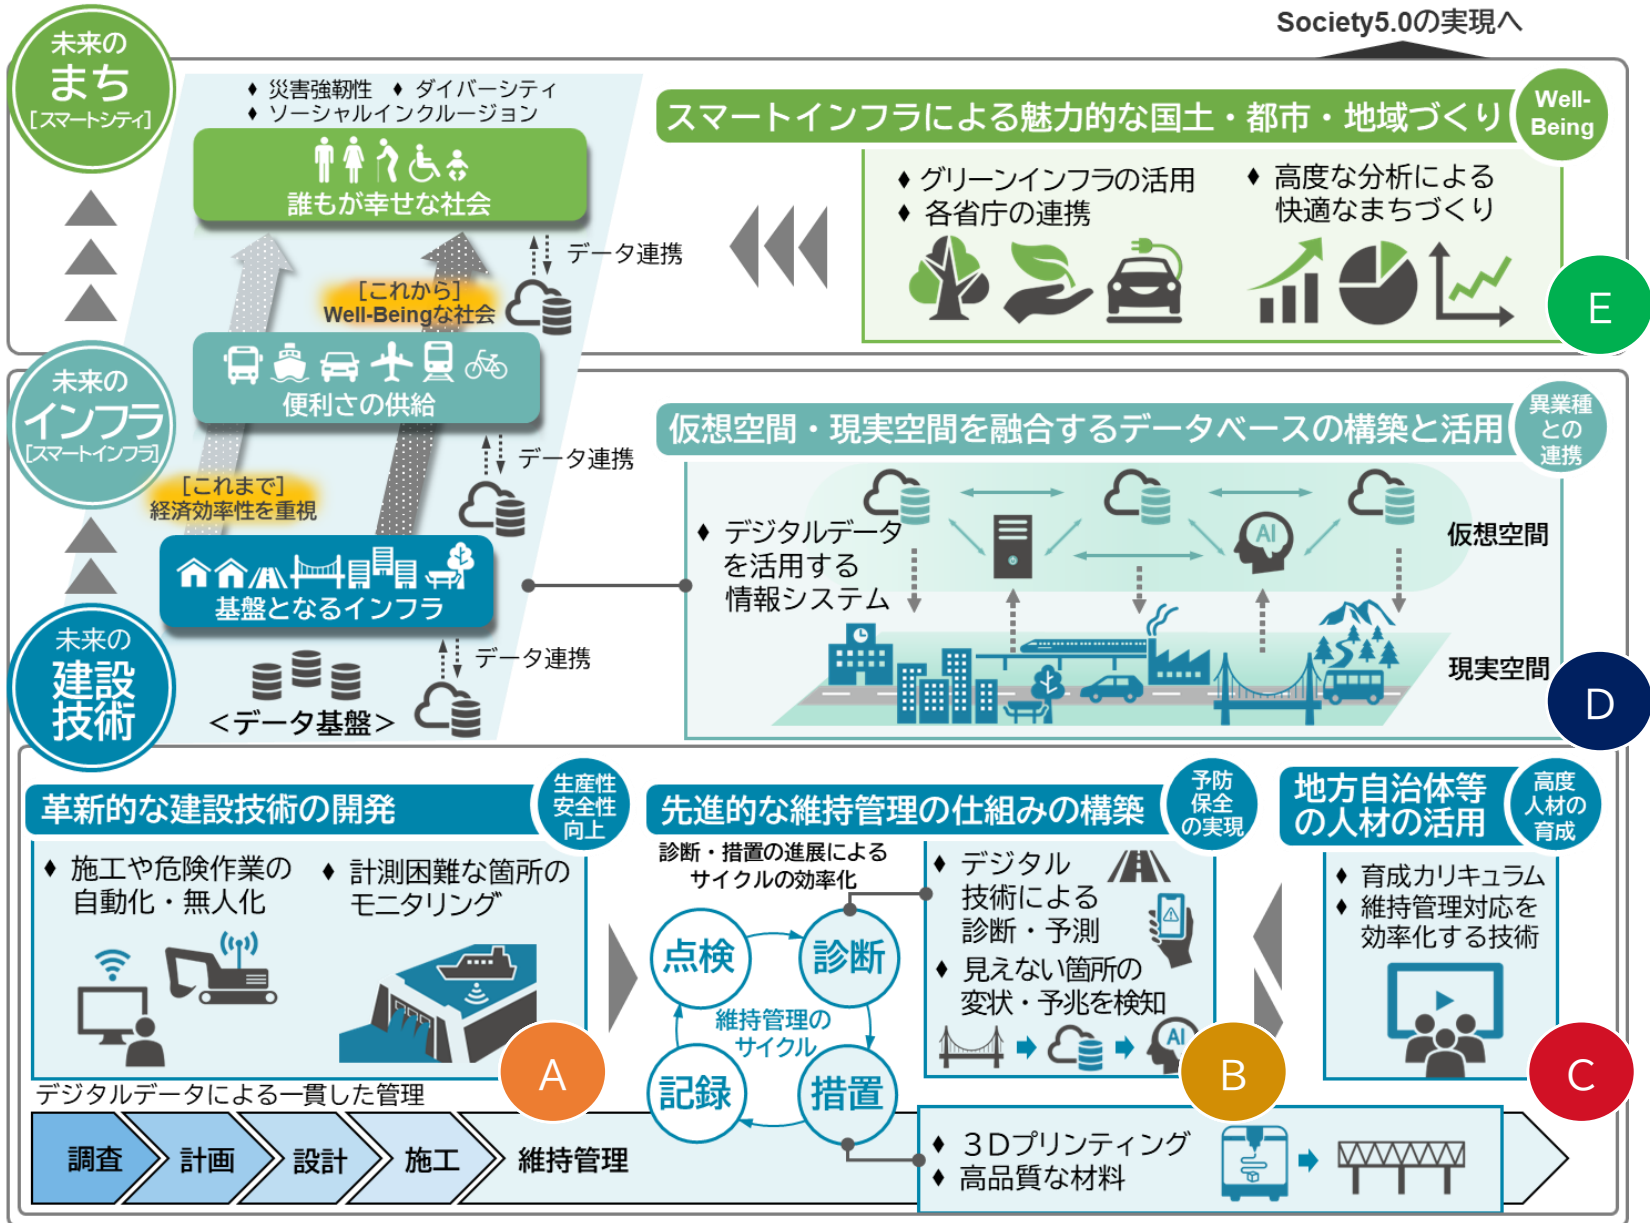 Society5.0の実現へ
未来の
まち
[スマートシティ]
♦ 災害強靭性 ♦ ダイバーシティ
♦ ソーシャルインクルージョン
誰もが幸せな社会
データ連携
[これから]
Well-Beingな社会
スマートインフラによる魅力的な国土・都市・地域づくり
Well-
Being
♦ グリーンインフラの活用
♦ 各省庁の連携
♦ 高度な分析による
快適なまちづくり
E
未来の
インフラ
[スマートインフラ]
便利さの供給
データ連携
[これまで]
経済効率性を重視
基盤となるインフラ
データ連携
<データ基盤>
仮想空間・現実空間を融合するデータベースの構築と活用
異業種
との
連携
♦ デジタルデータ
を活用する
情報システム
AI
仮想空間
現実空間
D
未来の
建設
技術
革新的な建設技術の開発
生産性
安全性
向上
♦ 施工や危険作業の
自動化・無人化
♦ 計測困難な箇所の
モニタリング
A
先進的な維持管理の仕組みの構築
予防
保全
の実現
診断・措置の進展による
サイクルの効率化
点検
診断
維持管理の
サイクル
記録
措置
♦ デジタル
技術による
診断・予測
♦ 見えない箇所の
変状・予兆を検知
AI
B
地方自治体等
の人材の活用
高度
人材の
育成
♦ 育成カリキュラム
♦ 維持管理対応を
効率化する技術
C
デジタルデータによる一貫した管理
調査
計画
設計
施工
維持管理
♦ 3Dプリンティング
♦ 高品質な材料